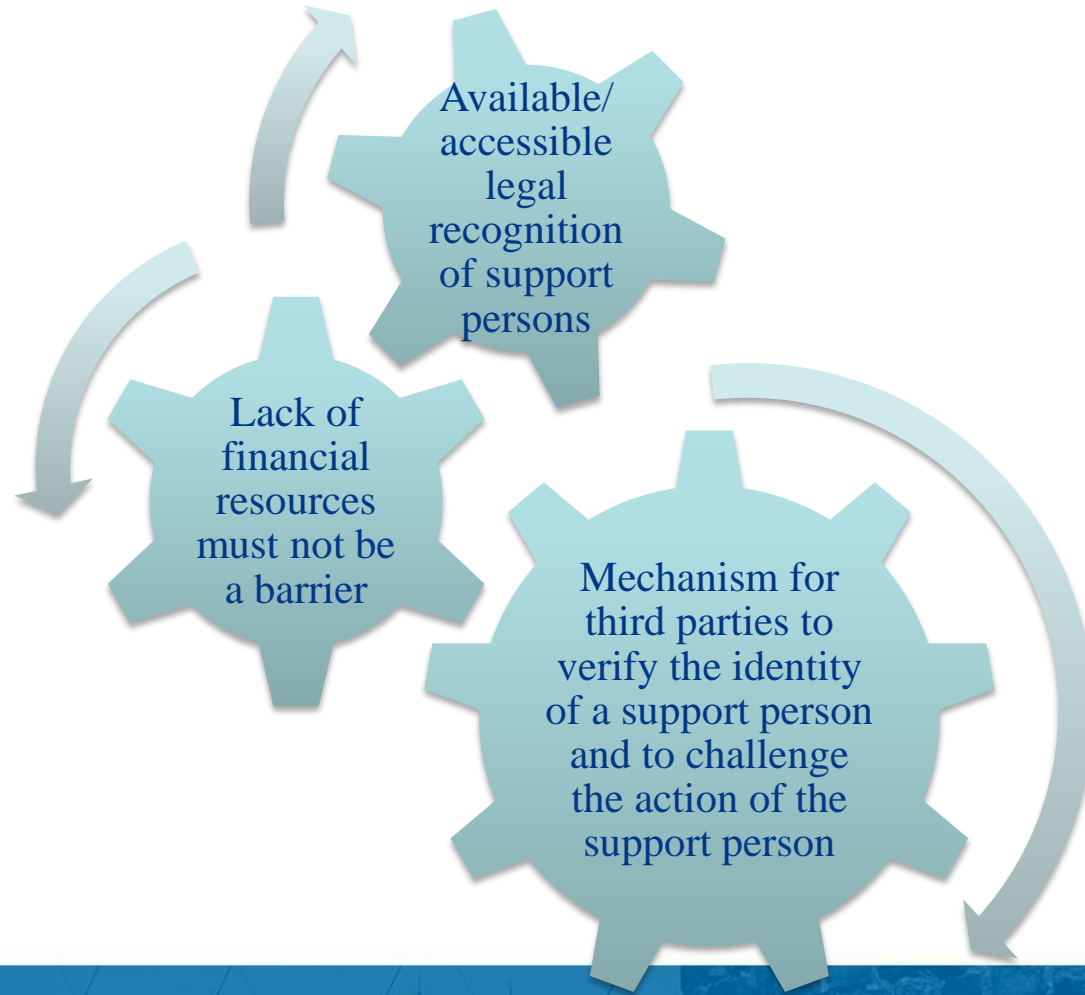 Available/
accessible
legal
recognition
of support
persons
Lack of
financial
resources
must not be
a barrier
Mechanism for
third parties to
verify the identity
of a support person
and to challenge
the action of the
support person